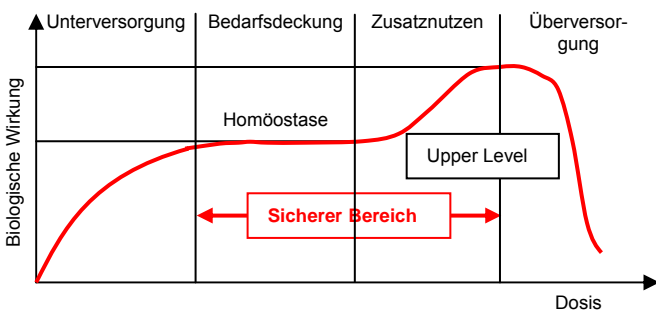 Unterversorgung
Bedarfsdeckung
Zusatznutzen
Überversor-
gung
Biologische Wirkung
Homöostase
Upper Level
Sicherer Bereich
Dosis